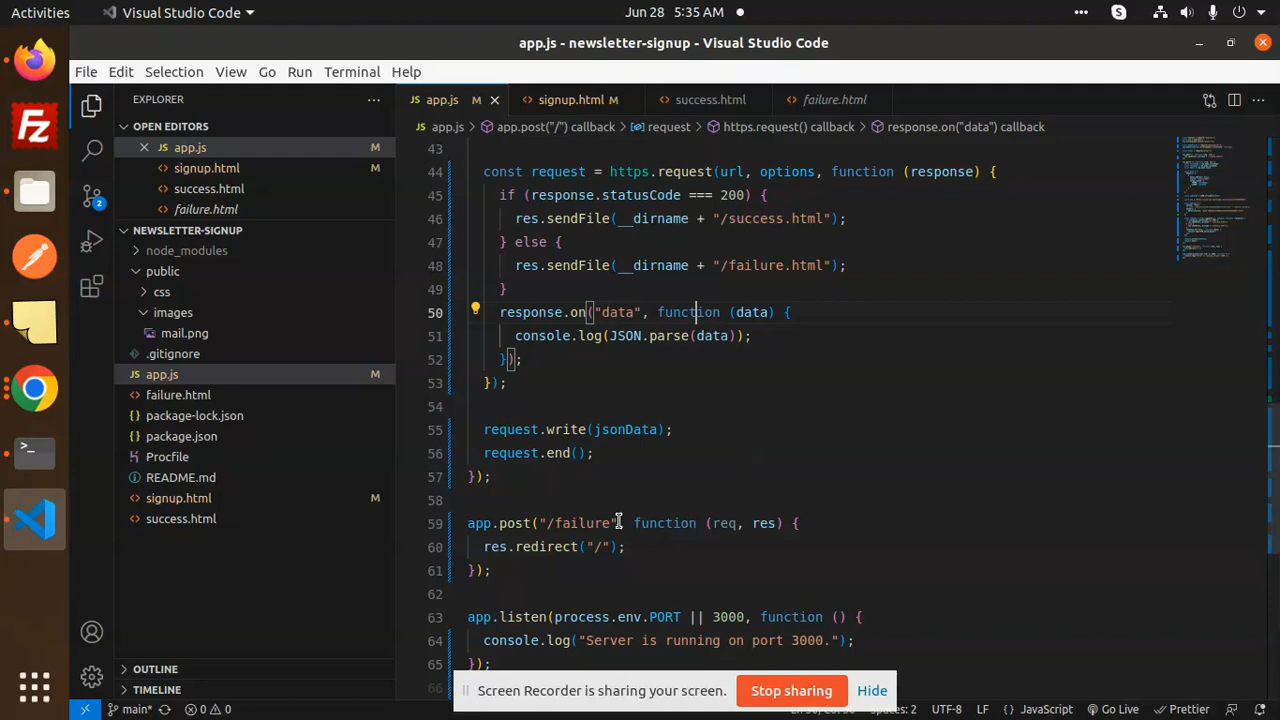 Activities Visual Studio Code Jun 28 5:35 AM
app.js - newsletter-signup - Visual Studio Code
File Edit Selection View Go Run Terminal Help
EXPLORER
OPEN EDITORS
app.js M
signup.html M
success.html
failure.html
NEWSLETTER-SIGNUP
node_modules
public
css
images
mail.png
.gitignore
app.js M
failure.html
package-lock.json
package.json
Procfile
README.md
signup.html M
success.html
OUTLINE
TIMELINE
app.js M signup.html M success.html failure.html
app.js > app.post("/") callback > request > https.request() callback > response.on("data") callback
43
44 const request = https.request(url, options, function (response) {
45 if (response.statusCode === 200) {
46 res.sendFile(__dirname + "/success.html");
47 } else {
48 res.sendFile(__dirname + "/failure.html");
49 }
50 response.on("data", function (data) {
51 console.log(JSON.parse(data));
52 });
53 });
54
55 request.write(jsonData);
56 request.end();
57 });
58
59 app.post("/failure", function (req, res) {
60 res.redirect("/");
61 });
62
63 app.listen(process.env.PORT || 3000, function () {
64 console.log("Server is running on port 3000.");
65 });
66
Screen Recorder is sharing your screen. Stop sharing Hide
main* 0 0 Spaces: 2 UTF-8 LF JavaScript Go Live Prettier